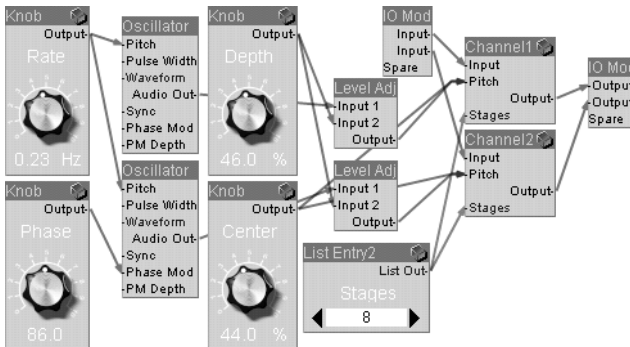 Knob
Output
Rate
0.23 Hz
Oscillator
Pitch
Pulse Width
Waveform
Audio Out
Sync
Phase Mod
PM Depth
Knob
Output
Depth
46.0 %
IO Mod
Input
Input
Spare
Level Adj
Input 1
Input 2
Output
Channel1
Input
Pitch
Output
Stages
IO Mod
Output
Output
Spare
Knob
Output
Phase
86.0
Oscillator
Pitch
Pulse Width
Waveform
Audio Out
Sync
Phase Mod
PM Depth
Knob
Output
Center
44.0 %
Level Adj
Input 1
Input 2
Output
Channel2
Input
Pitch
Output
Stages
List Entry2
List Out
Stages
8